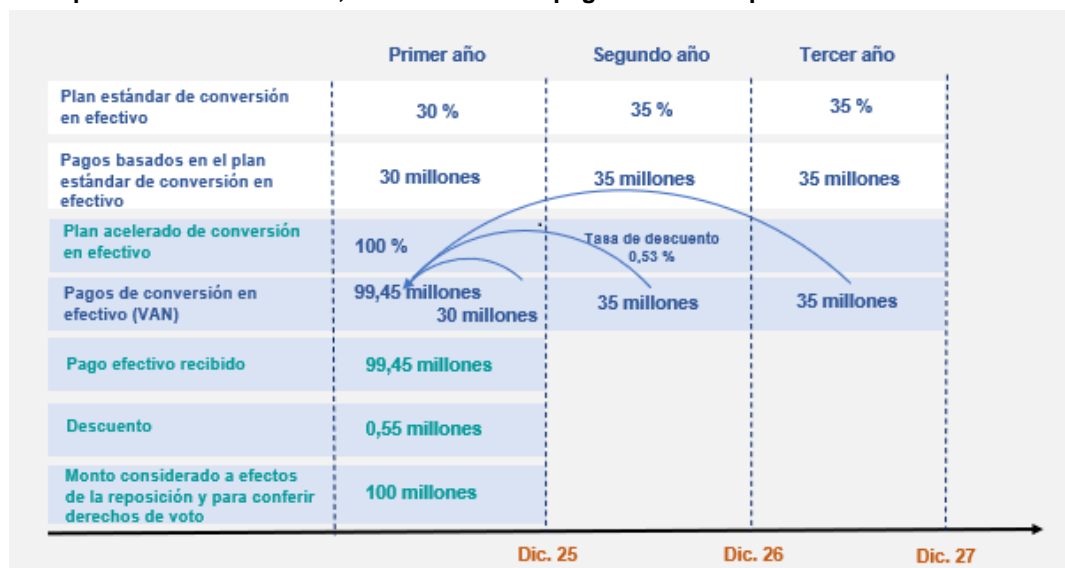 Primer año Segundo año Tercer año
Plan estándar de conversión
en efectivo
30 % 35 % 35 %
Pagos basados en el plan
estándar de conversión en
efectivo
30 millones 35 millones 35 millones
Plan acelerado de conversión
en efectivo
100 %
Tasa de descuento
0,53 %
Pagos de conversión en
efectivo (VAN)
99,45 millones
30 millones
35 millones 35 millones
Pago efectivo recibido
99,45 millones
Descuento
0,55 millones
Monto considerado a efectos
de la reposición y para conferir
derechos de voto
100 millones
Dic. 25 Dic. 26 Dic. 27